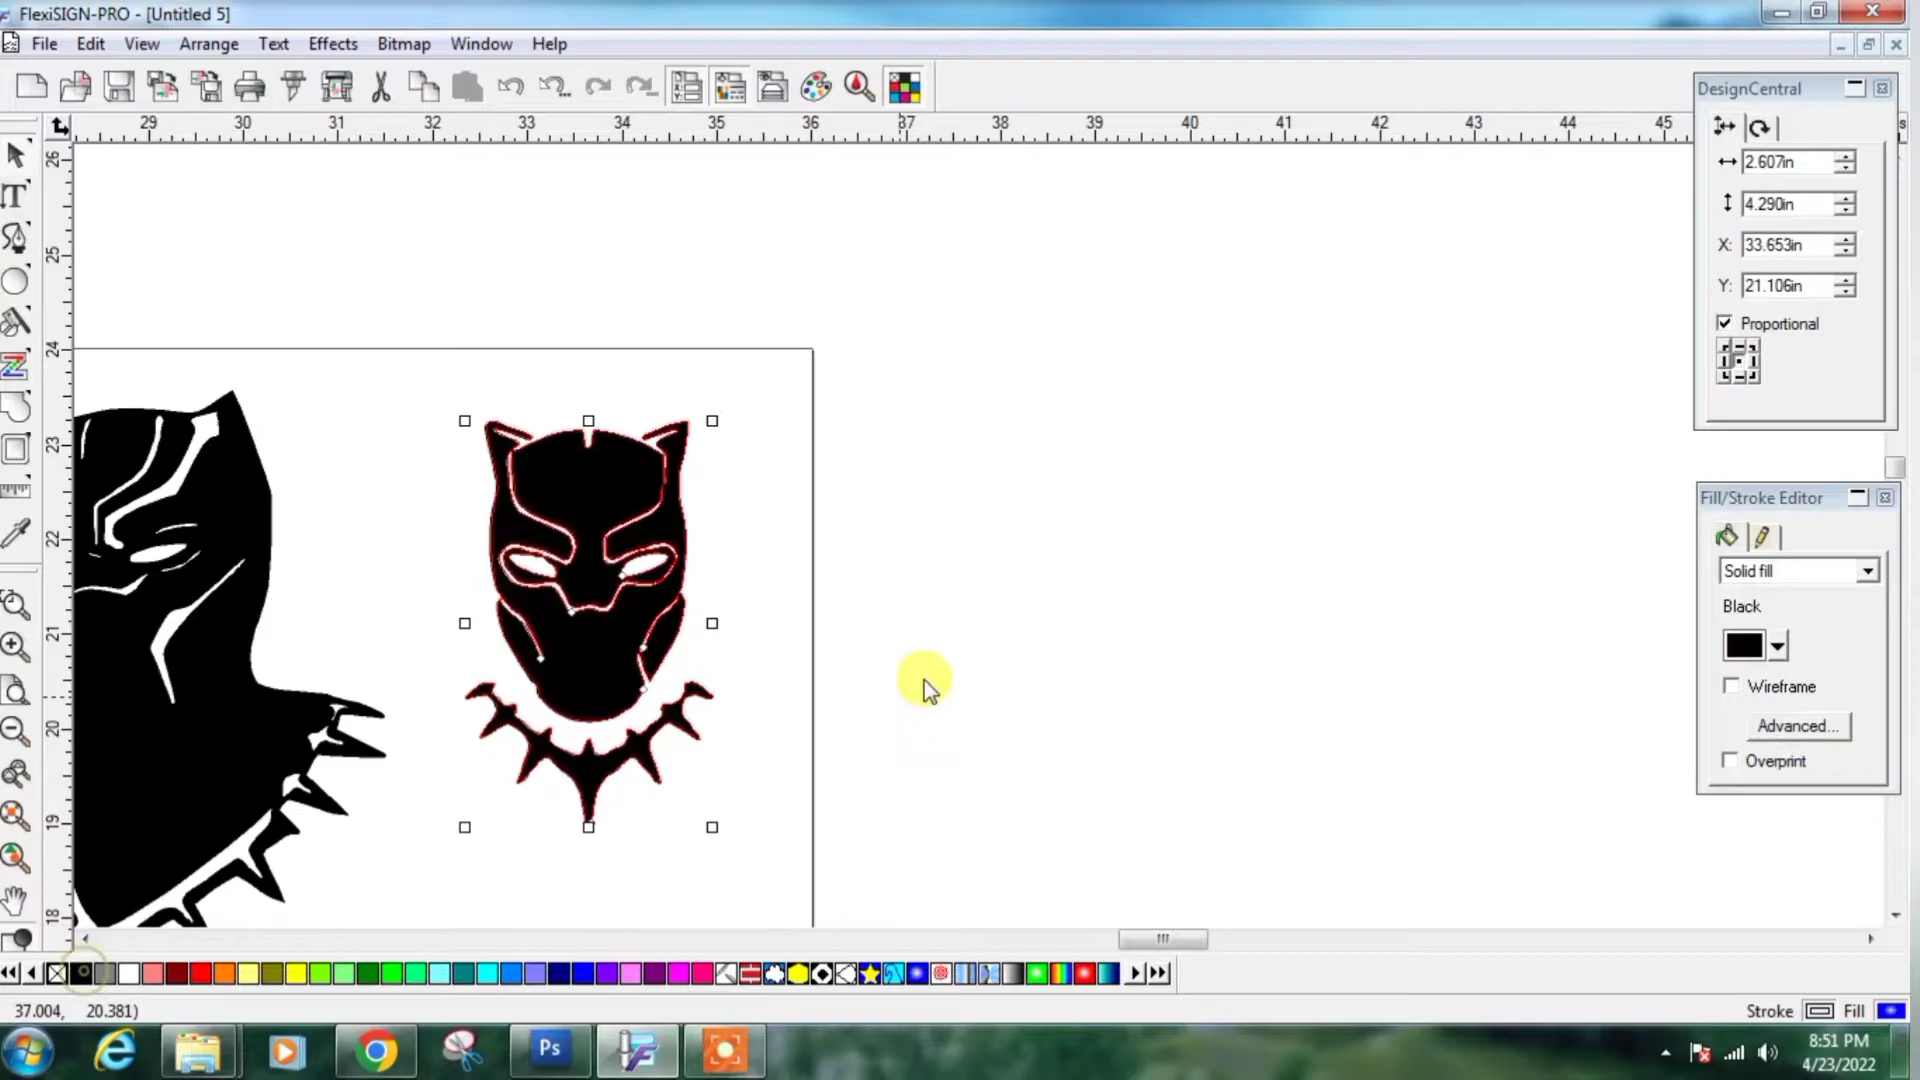 FlexiSIGN-PRO - [Untitled 5]
File Edit View Arrange Text Effects Bitmap Window Help
DesignCentral
29 30 31 32 33 34 35 36 37 38 39 40 41 42 43 44 45
2.607in
4.290in
X: 33.653in
Y: 21.106in
Proportional
26
25
24
23
22
21
20
19
18
Fill/Stroke Editor
Solid fill
Black
Wireframe
Advanced...
Overprint
37.004, 20.381)
Stroke Fill
Ps
8:51 PM
4/23/2022